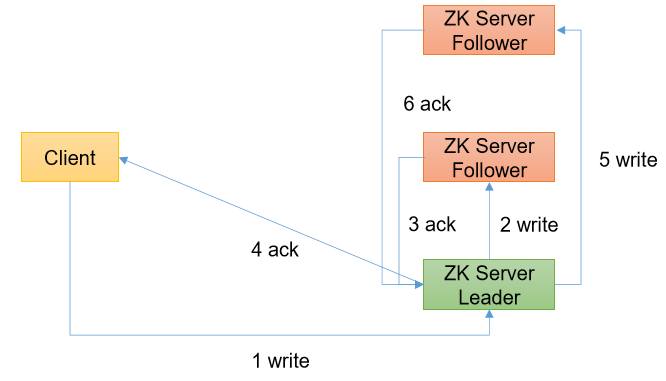 ZK Server
Follower
6 ack
Client
ZK Server
Follower
5 write
3 ack
2 write
4 ack
ZK Server
Leader
1 write